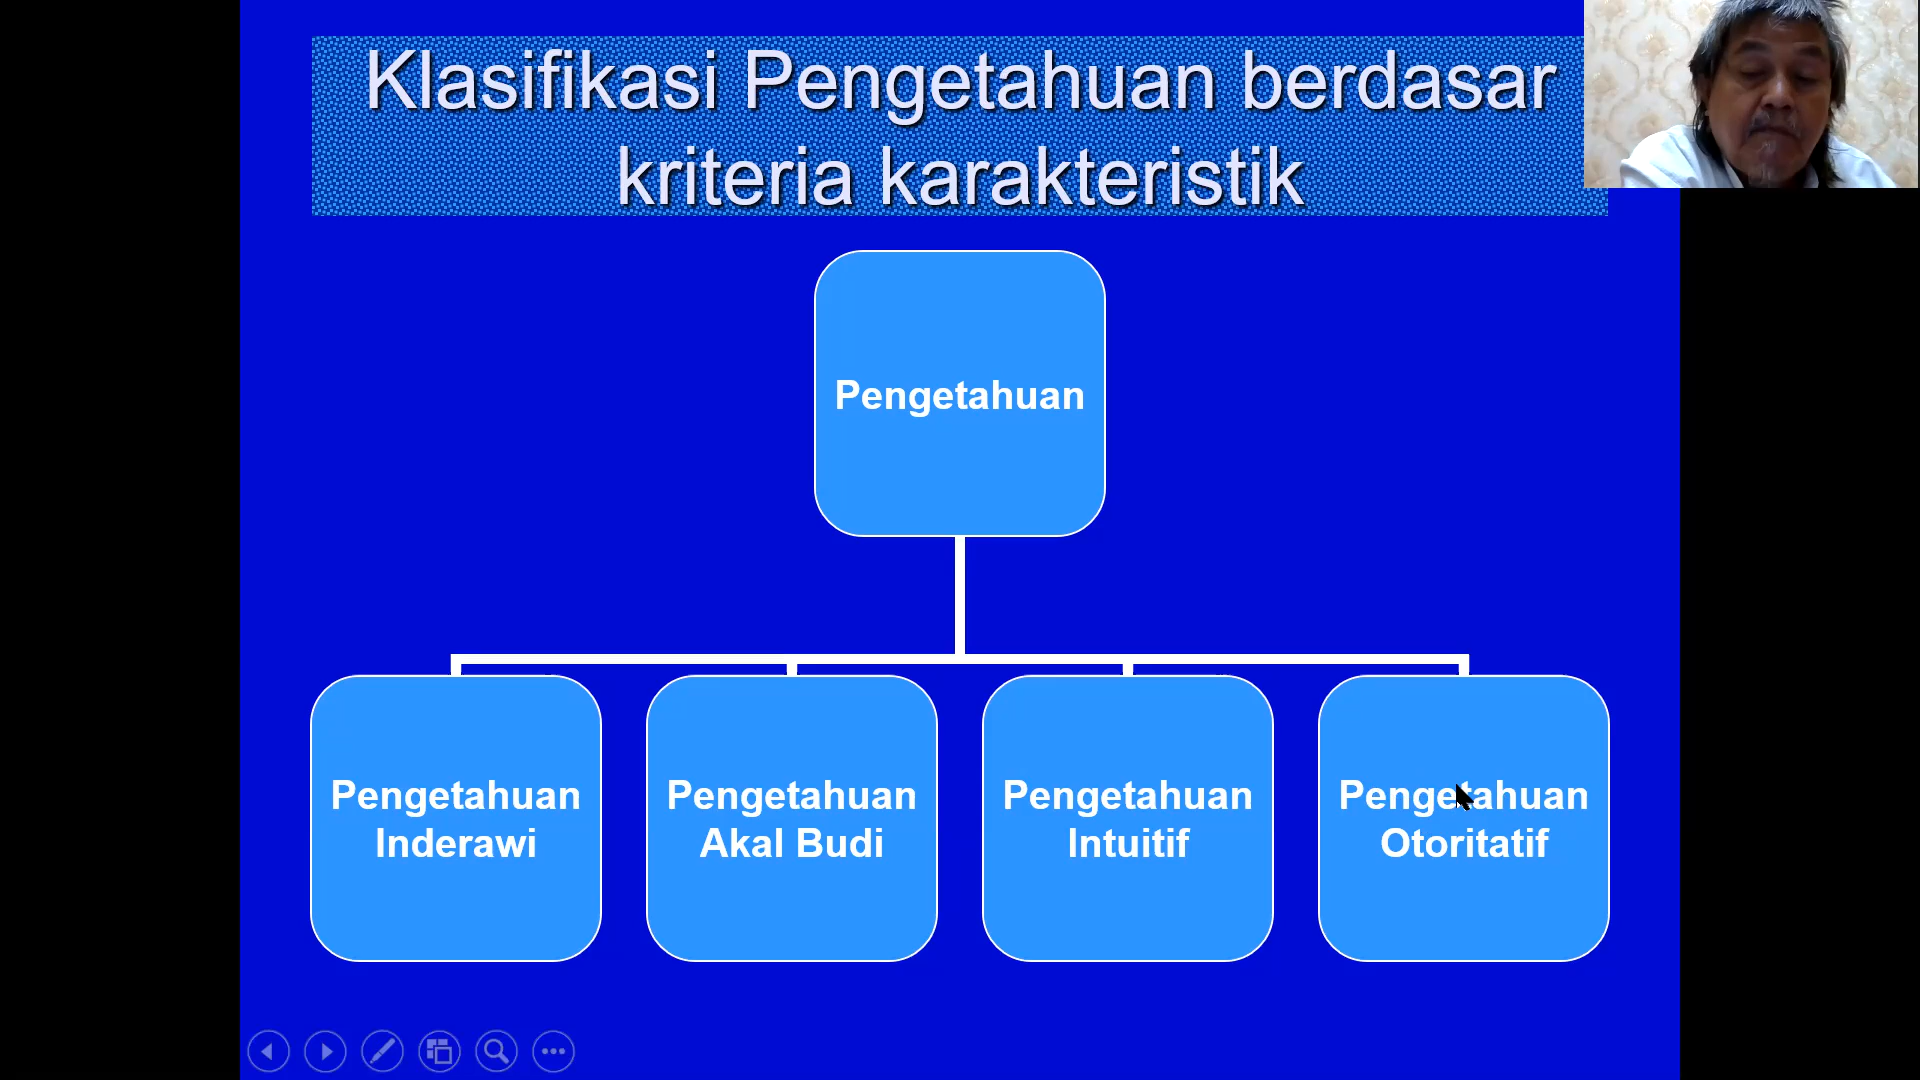 Klasifikasi Pengetahuan berdasar
kriteria karakteristik
Pengetahuan
Pengetahuan
Inderawi
Pengetahuan
Akal Budi
Pengetahuan
Intuitif
Pengetahuan
Otoritatif